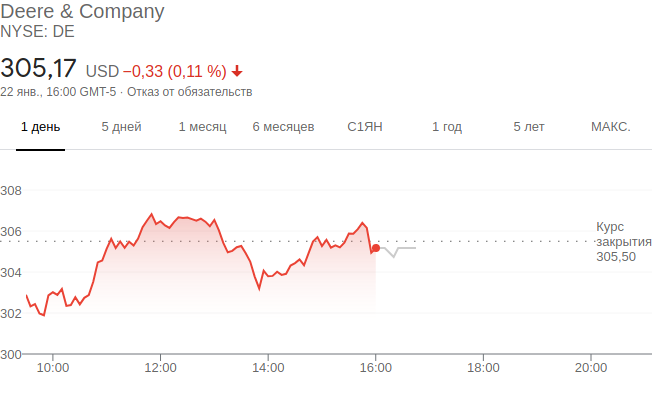 Deere & Company
NYSE: DE
305,17 USD −0,33 (0,11 %)
22 янв., 16:00 GMT-5 · Отказ от обязательств
1 день 5 дней 1 месяц 6 месяцев С1ЯН 1 год 5 лет МАКС.
308
306
304
302
300
Курс
закрытия
305,50
10:00 12:00 14:00 16:00 18:00 20:00